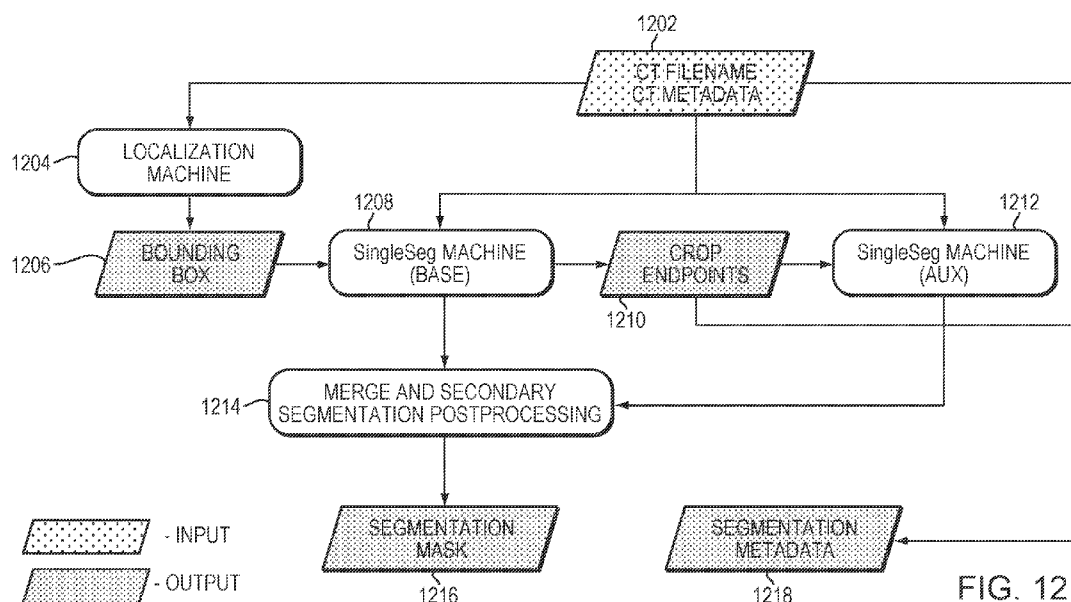 1202
CT FILENAME
CT METADATA
1204
LOCALIZATION
MACHINE
1208
1212
1206
BOUNDING
BOX
SingleSeg MACHINE
(BASE)
CROP
ENDPOINTS
SingleSeg MACHINE
(AUX)
1210
1214
MERGE AND SECONDARY
SEGMENTATION POSTPROCESSING
- INPUT
SEGMENTATION
MASK
SEGMENTATION
METADATA
- OUTPUT
1216
1218
FIG. 12